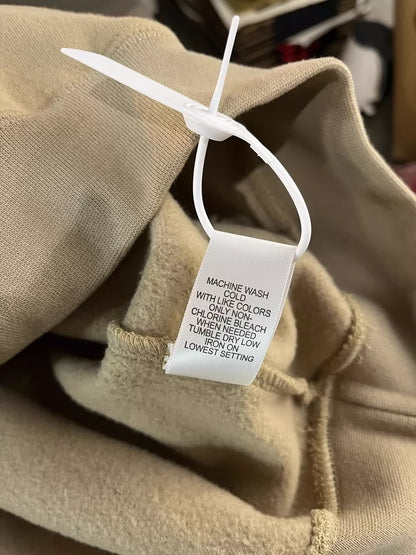 MACHINE WASH
COLD
WITH LIKE COLORS
ONLY NON-
CHLORINE BLEACH
WHEN NEEDED
TUMBLE DRY LOW
IRON ON
LOWEST SETTING